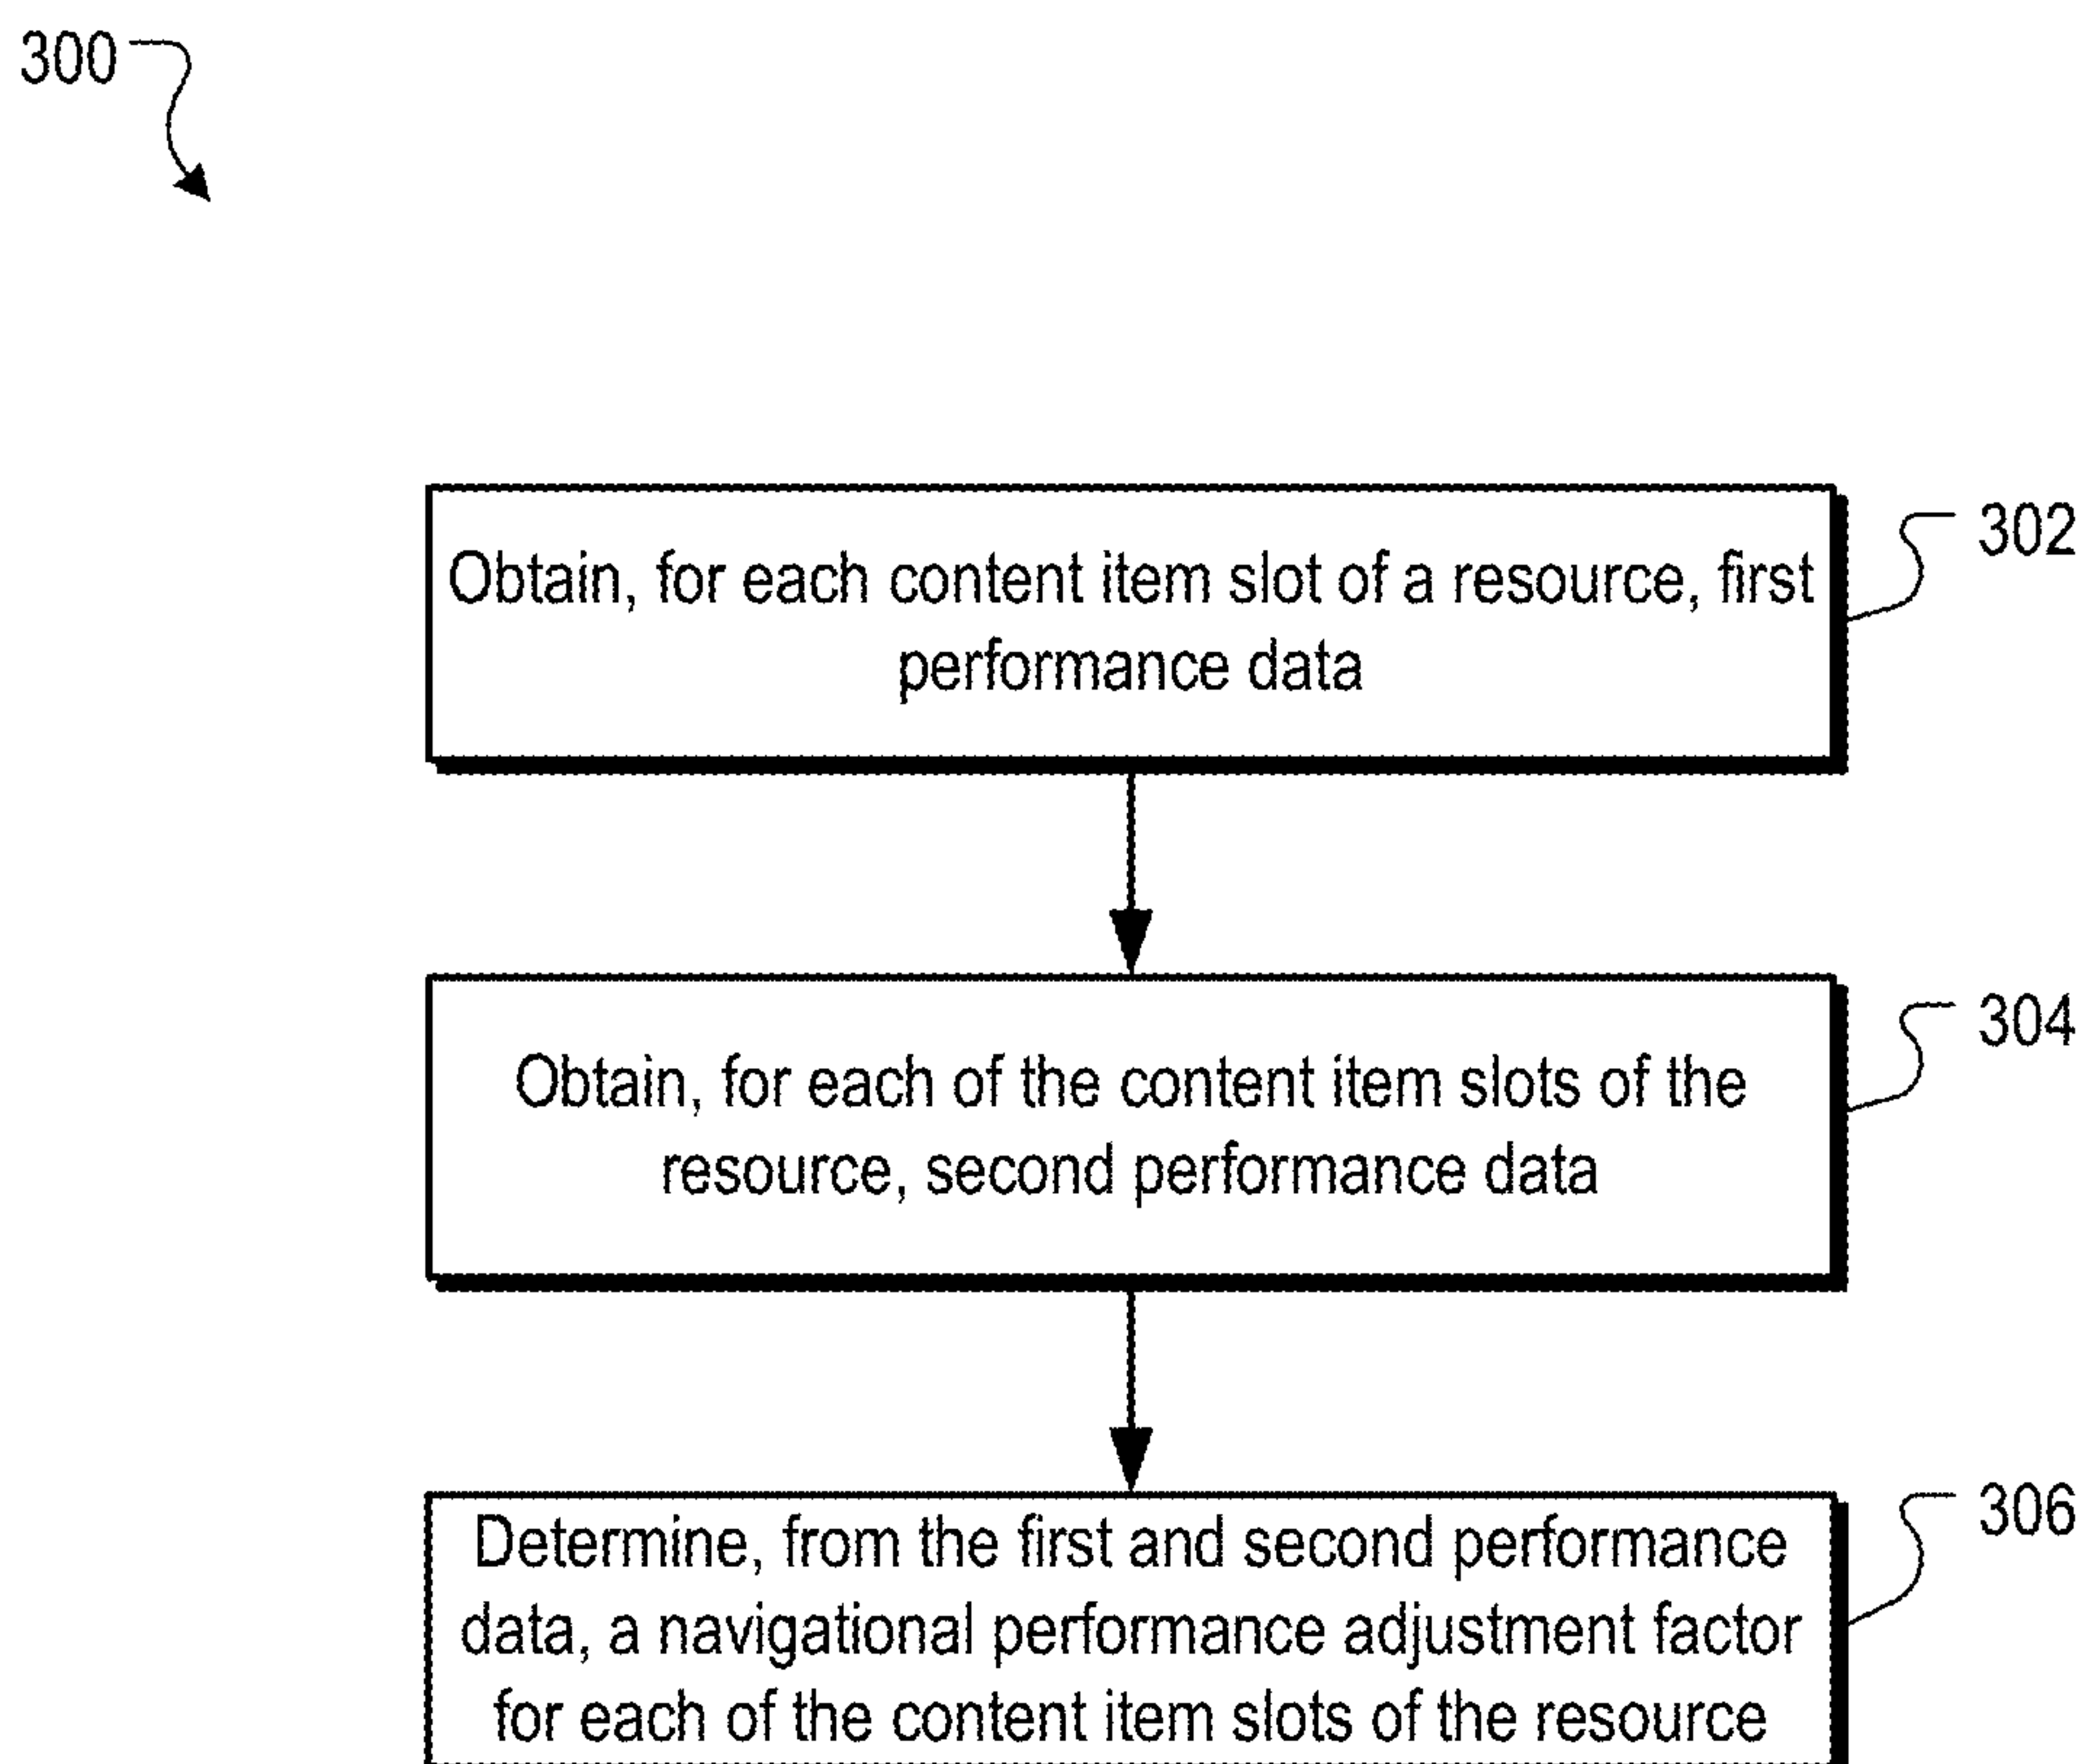 300
Obtain, for each content item slot of a resource, first
performance data
302
Obtain, for each of the content item slots of the
resource, second performance data
304
Determine, from the first and second performance
data, a navigational performance adjustment factor
for each of the content item slots of the resource
306